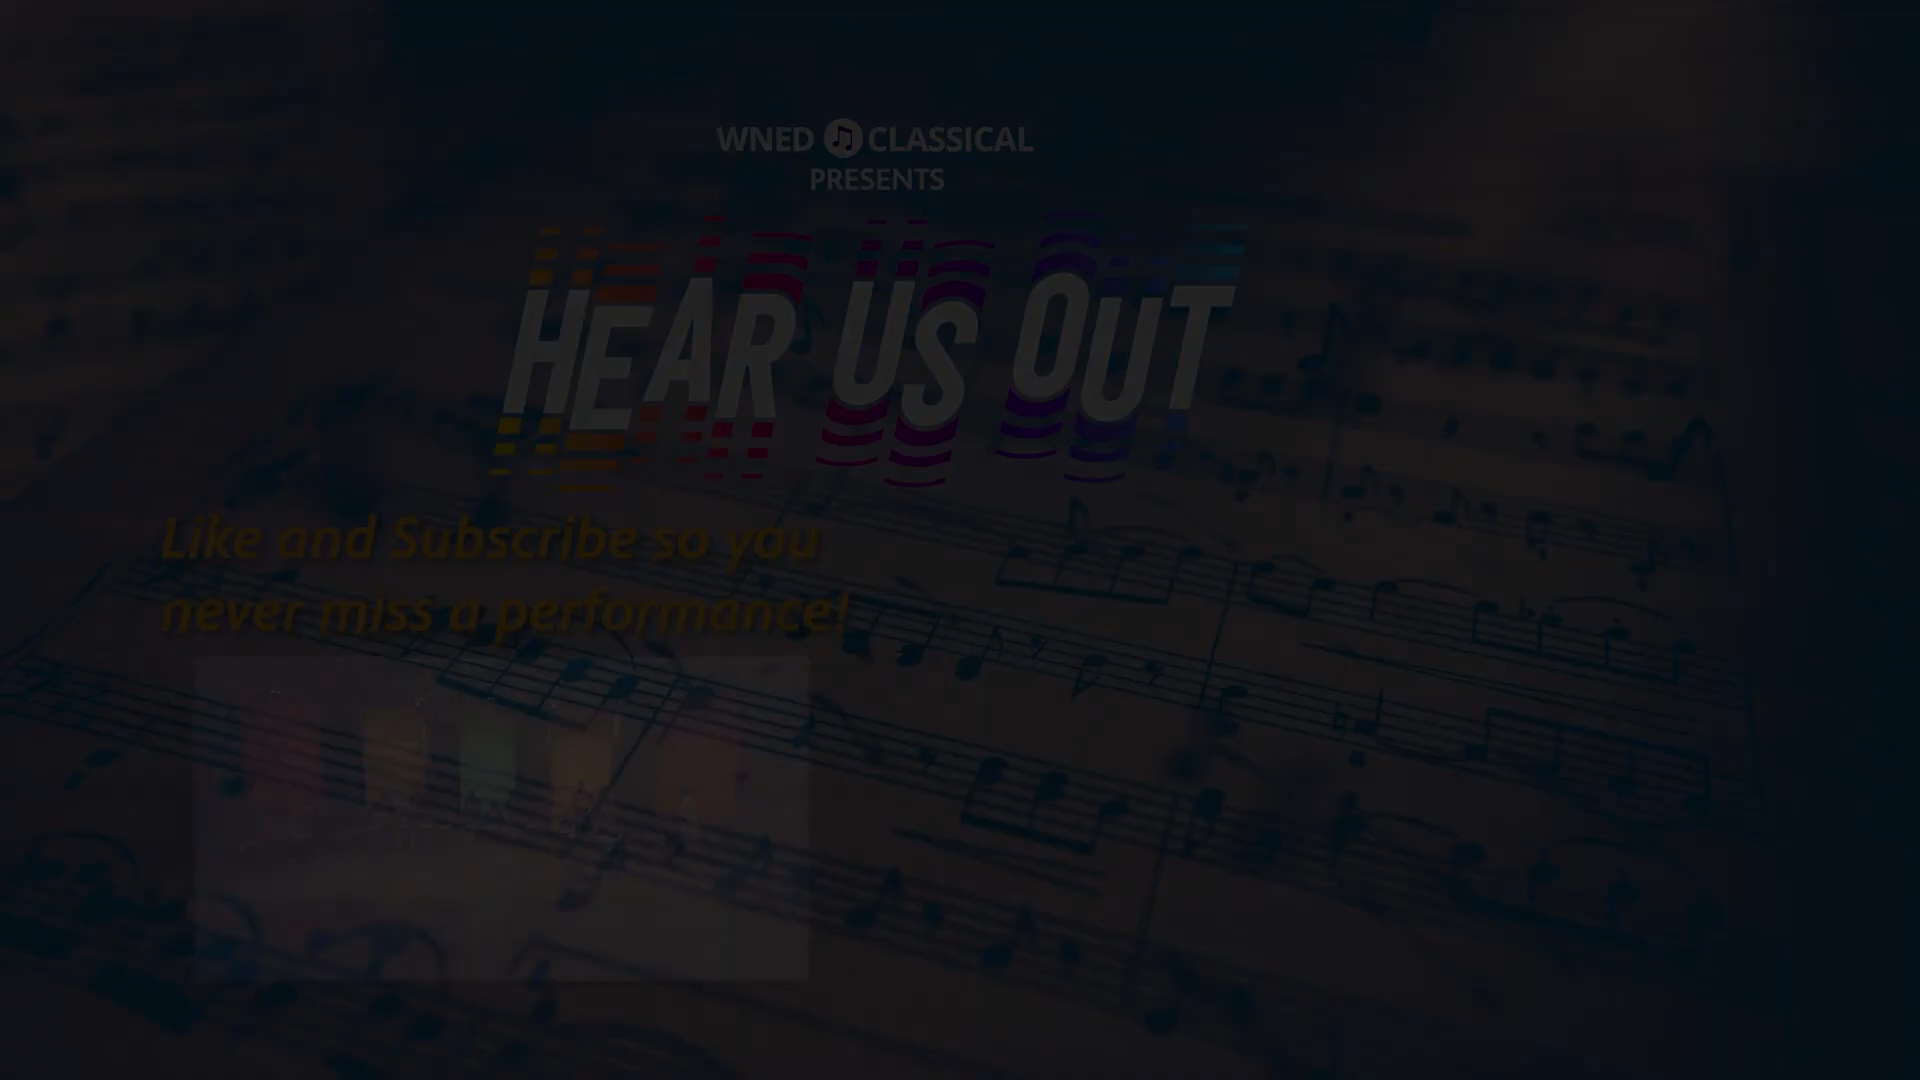 WNED CLASSICAL
PRESENTS
HEAR US OUT
Like and Subscribe so you
never miss a performance!